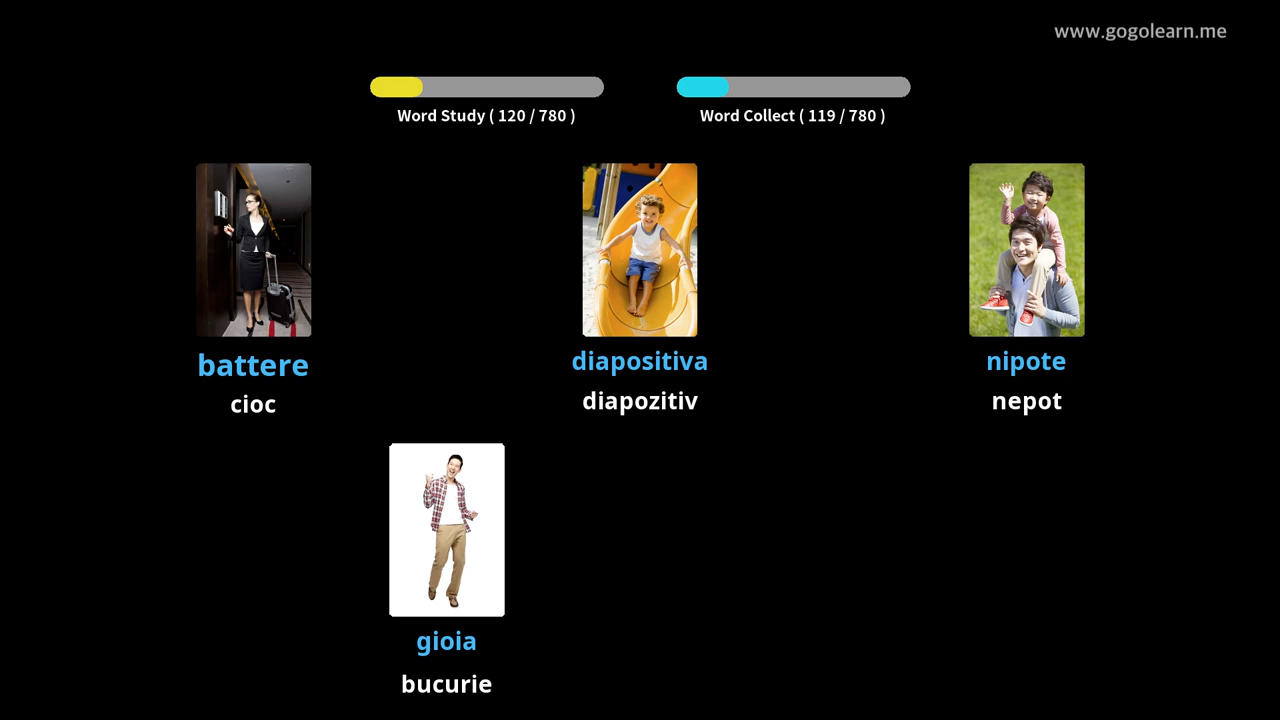 www.gogolearn.me
Word Study ( 120 / 780 )
Word Collect ( 119 / 780 )
battere
cioc
diapositiva
diapozitiv
nipote
nepot
gioia
bucurie